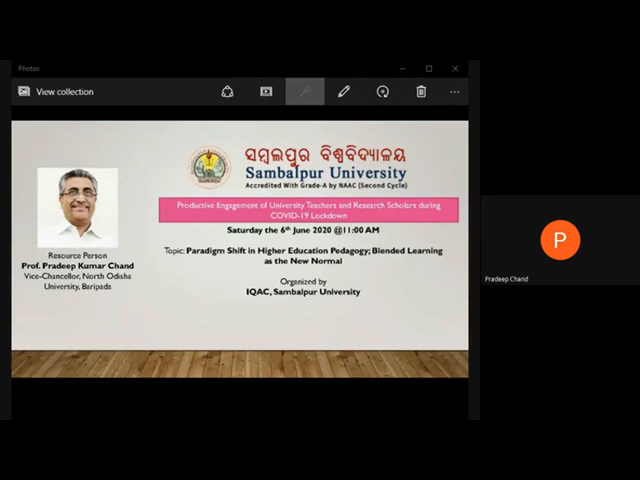 Photos
View collection
ସମ୍ବଲପୁର ବିଶ୍ୱବିଦ୍ୟାଳୟ
Sambalpur University
Accredited With Grade-A by NAAC (Second Cycle)
Productive Engagement of University Teachers and Research Scholars during
COVID-19 Lockdown
Saturday the 6th June 2020 @11:00 AM
Topic: Paradigm Shift in Higher Education Pedagogy; Blended Learning
as the New Normal
Organized by
IQAC, Sambalpur University
Resource Person
Prof. Pradeep Kumar Chand
Vice-Chancellor, North Odisha
University, Baripada
P
Pradeep Chand